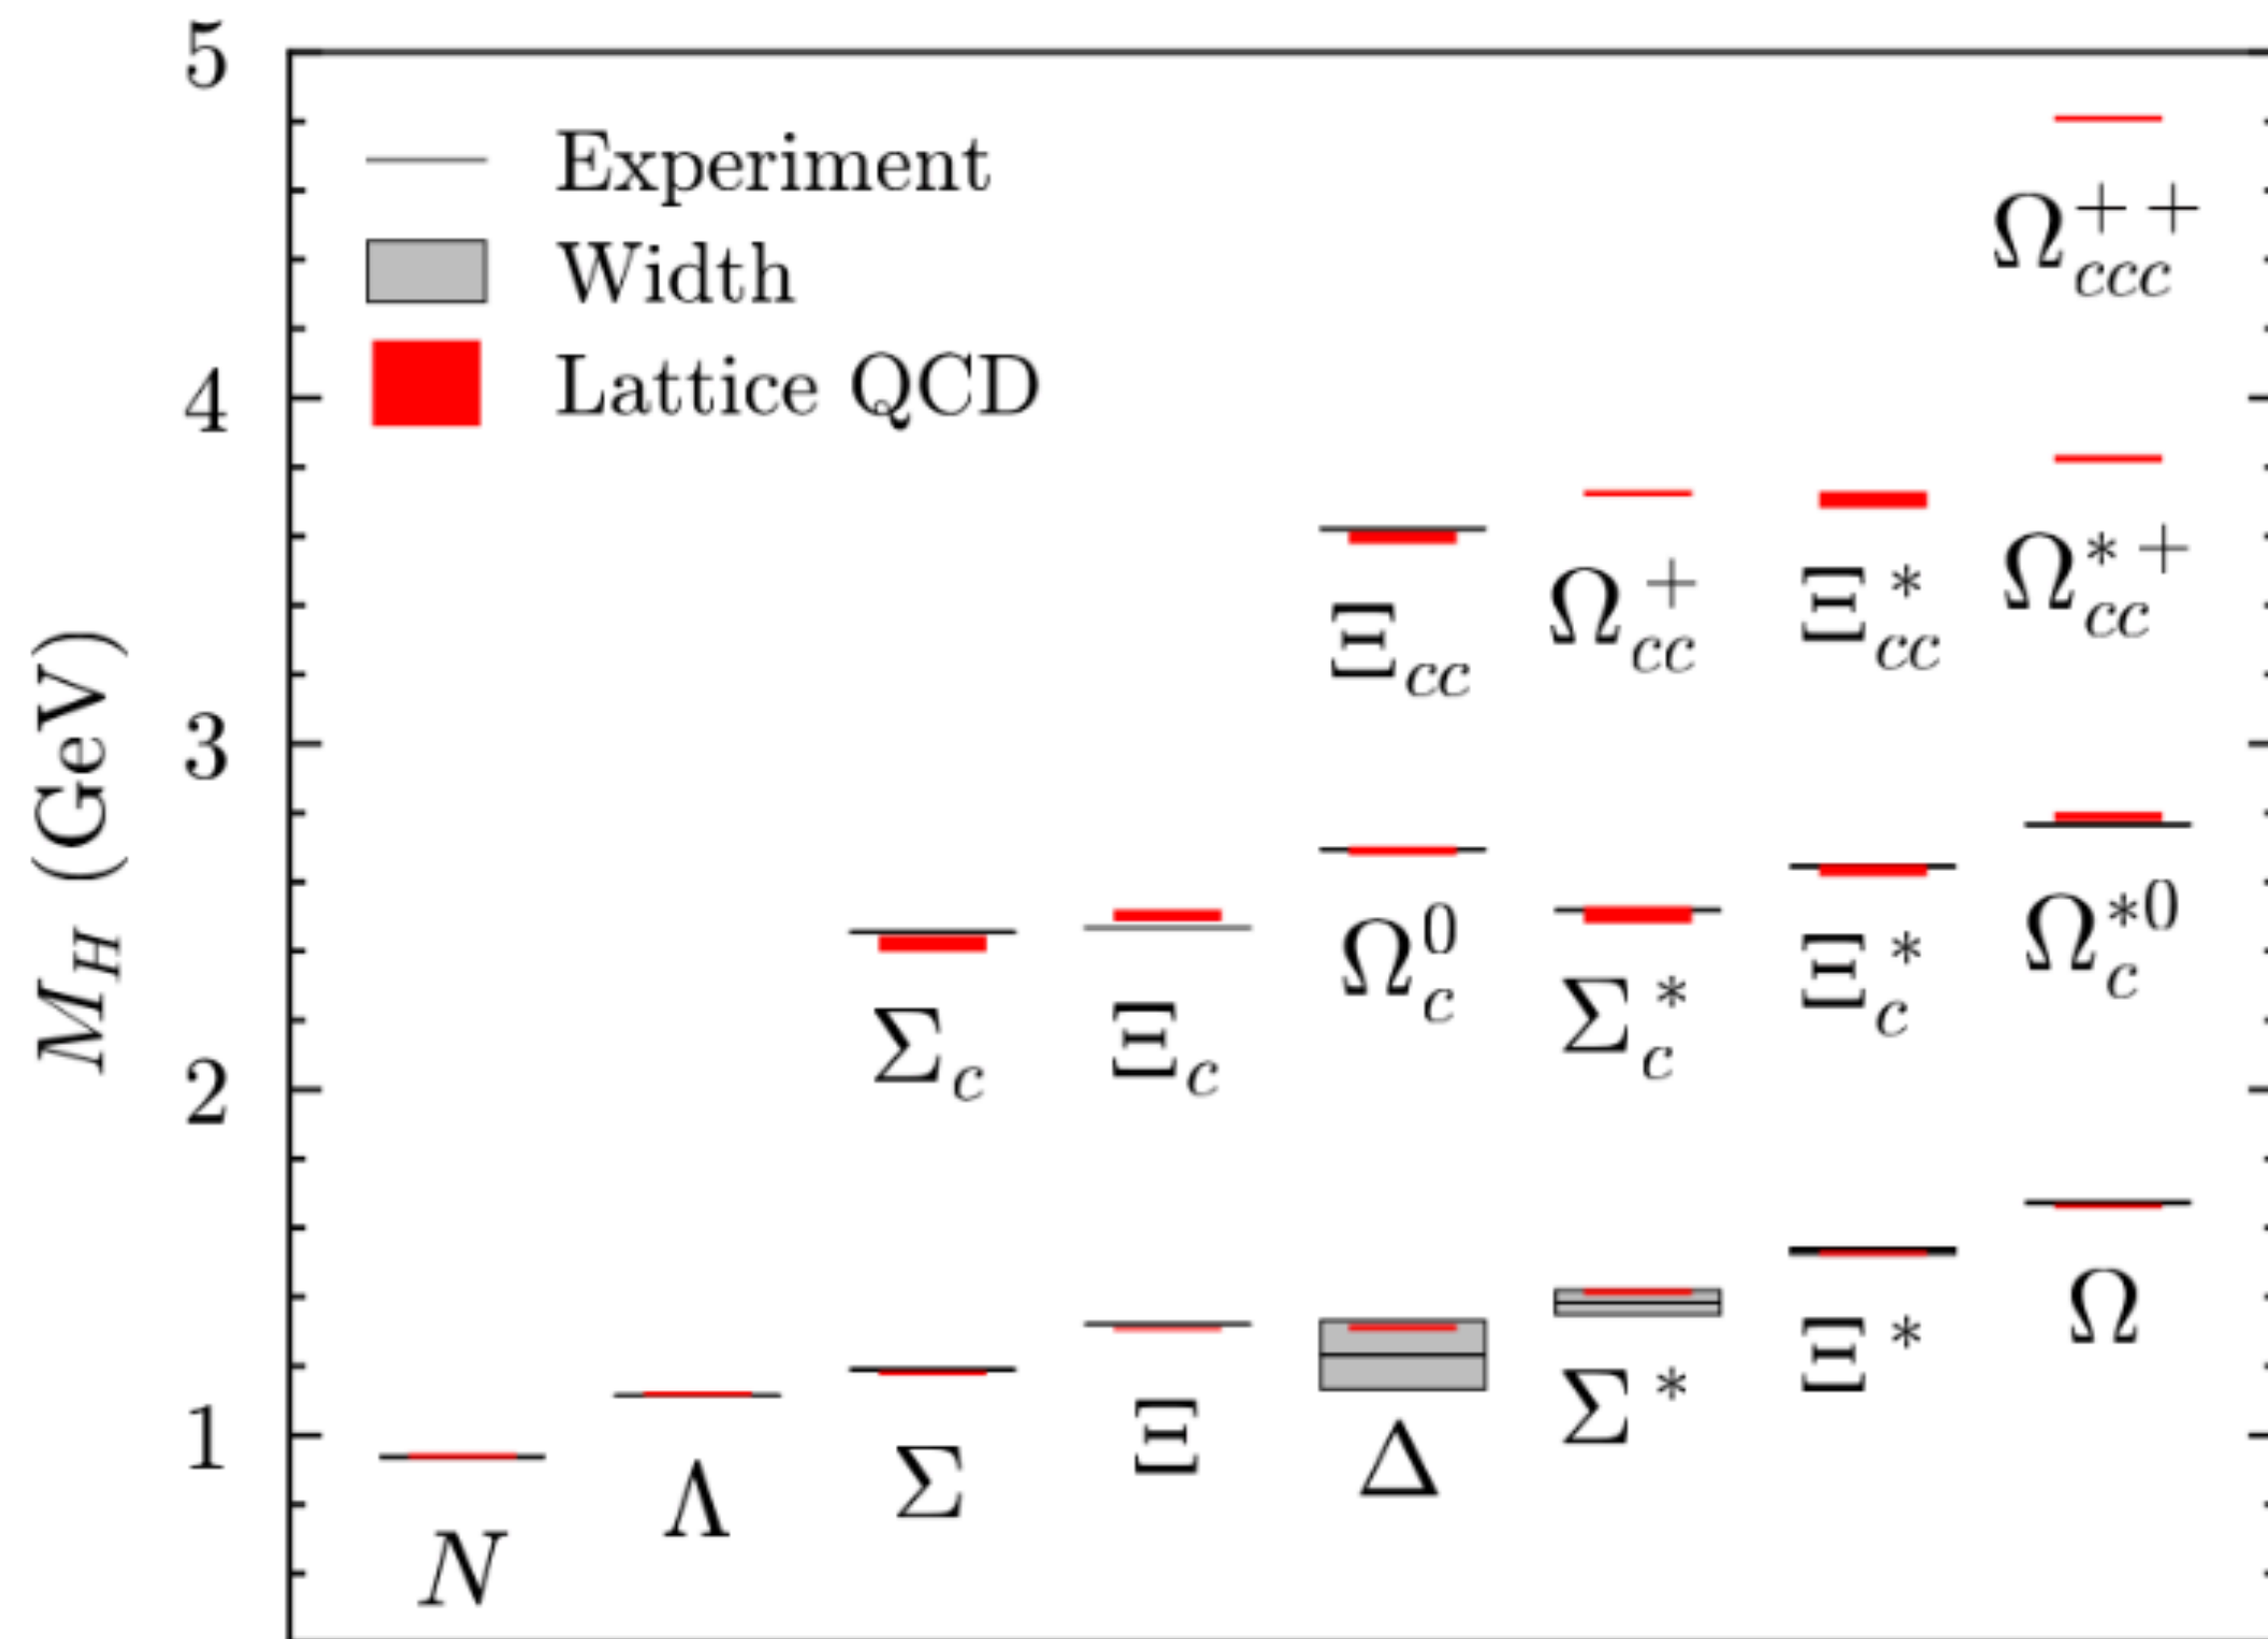 5
4
3
2
1
M_H (GeV)
Experiment
Width
Lattice QCD
Ω_ccc^++
Ξ_cc
Ω_cc^+
Ξ_cc^*
Ω_cc^*+
Σ_c
Ξ_c
Ω_c^0
Σ_c^*
Ξ_c^*
Ω_c^*0
N
Λ
Σ
Ξ
Δ
Σ^*
Ξ^*
Ω